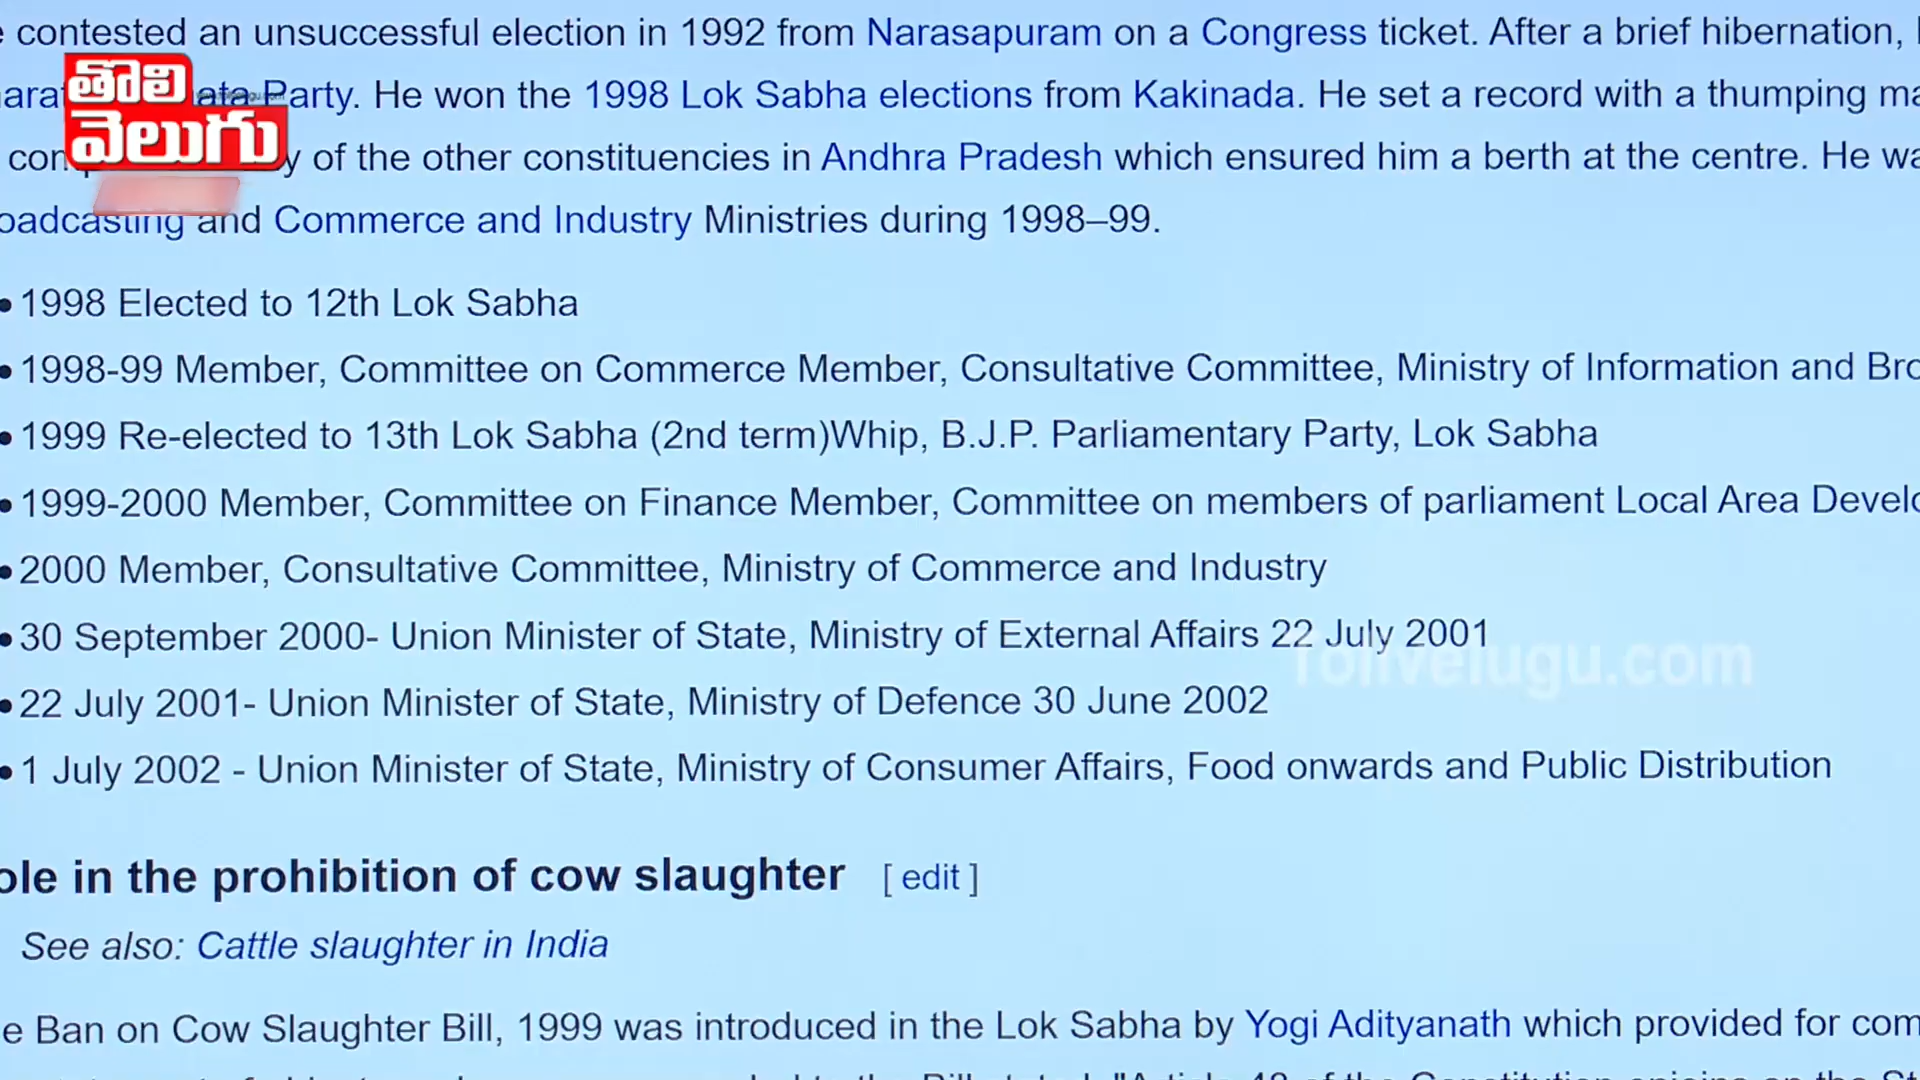 contested an unsuccessful election in 1992 from Narasapuram on a Congress ticket. After a brief hibernation,
తొలి
వెలుగు
Party. He won the 1998 Lok Sabha elections from Kakinada. He set a record with a thumping
of the other constituencies in Andhra Pradesh which ensured him a berth at the centre. He
and Commerce and Industry Ministries during 1998–99.
• 1998 Elected to 12th Lok Sabha
• 1998-99 Member, Committee on Commerce Member, Consultative Committee, Ministry of Information and
• 1999 Re-elected to 13th Lok Sabha (2nd term)Whip, B.J.P. Parliamentary Party, Lok Sabha
• 1999-2000 Member, Committee on Finance Member, Committee on members of parliament Local Area
• 2000 Member, Consultative Committee, Ministry of Commerce and Industry
• 30 September 2000- Union Minister of State, Ministry of External Affairs 22 July 2001
tolivelugu.com
• 22 July 2001- Union Minister of State, Ministry of Defence 30 June 2002
• 1 July 2002 - Union Minister of State, Ministry of Consumer Affairs, Food onwards and Public Distribution
in the prohibition of cow slaughter [ edit ]
See also: Cattle slaughter in India
Ban on Cow Slaughter Bill, 1999 was introduced in the Lok Sabha by Yogi Adityanath which provided for